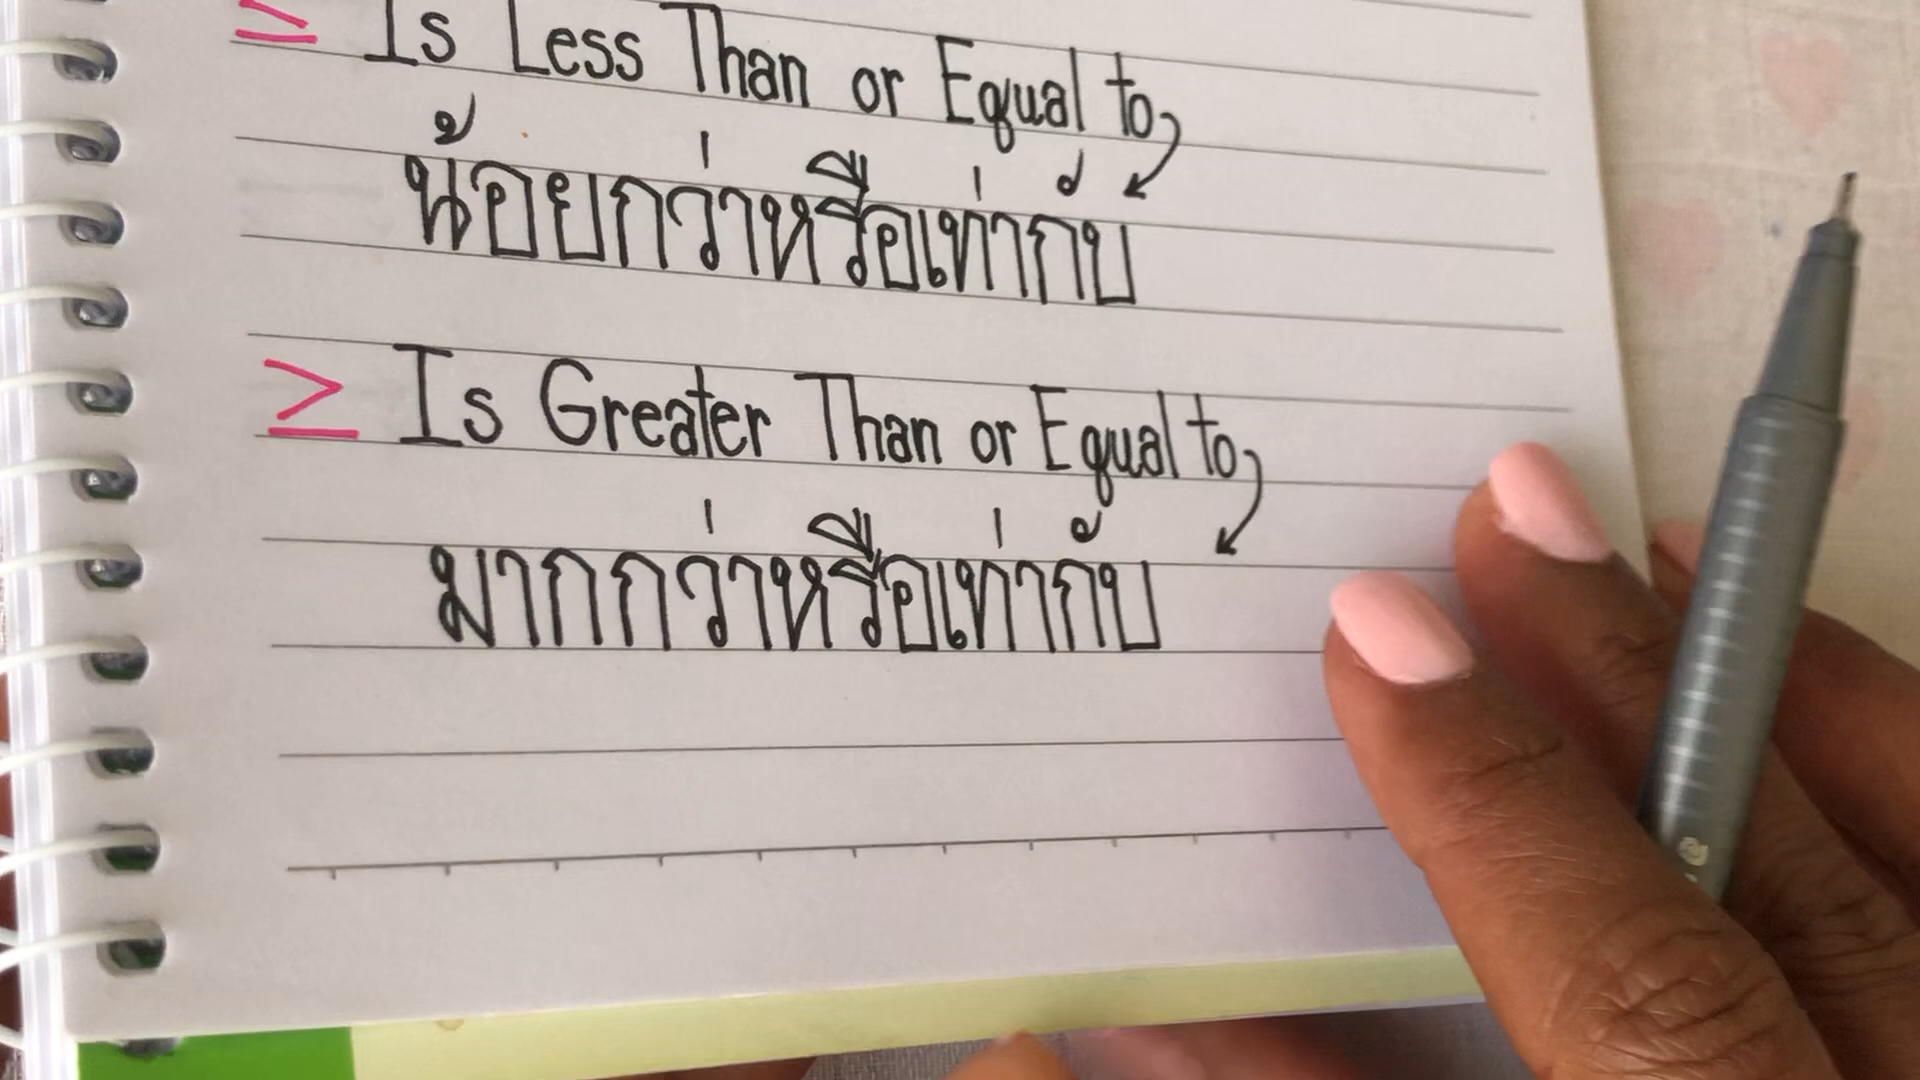 ≤ Is Less Than or Equal to
น้อยกว่าหรือเท่ากับ
≥ Is Greater Than or Equal to
มากกว่าหรือเท่ากับ